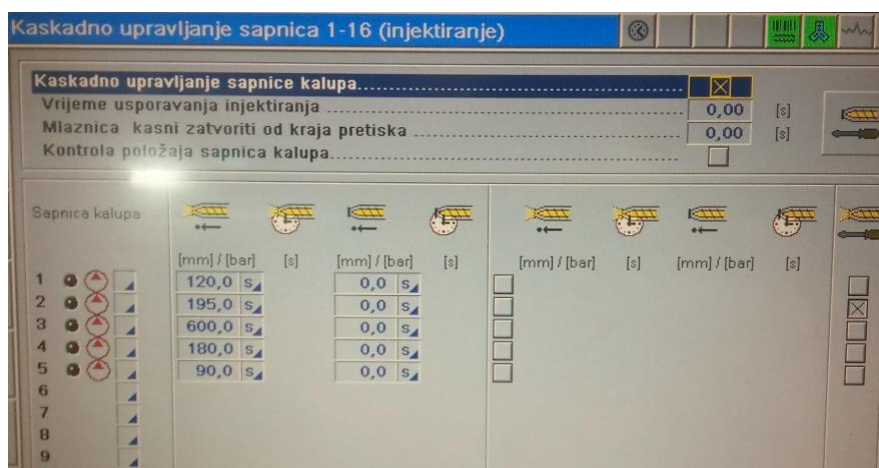 Kaskadno upravljanje sapnica 1-16 (injektiranje)
Kaskadno upravljanje sapnice kalupa
Vrijeme usporavanja injektiranja 0,00 [s]
Mlaznica kasni zatvoriti od kraja pretiska 0,00 [s]
Kontrola položaja sapnica kalupa
Sapnica kalupa
[mm] / [bar] [s] [mm] / [bar] [s] [mm] / [bar] [s] [mm] / [bar] [s]
1 120,0 s 0,0 s
2 195,0 s 0,0 s
3 600,0 s 0,0 s
4 180,0 s 0,0 s
5 90,0 s 0,0 s
6
7
8
9